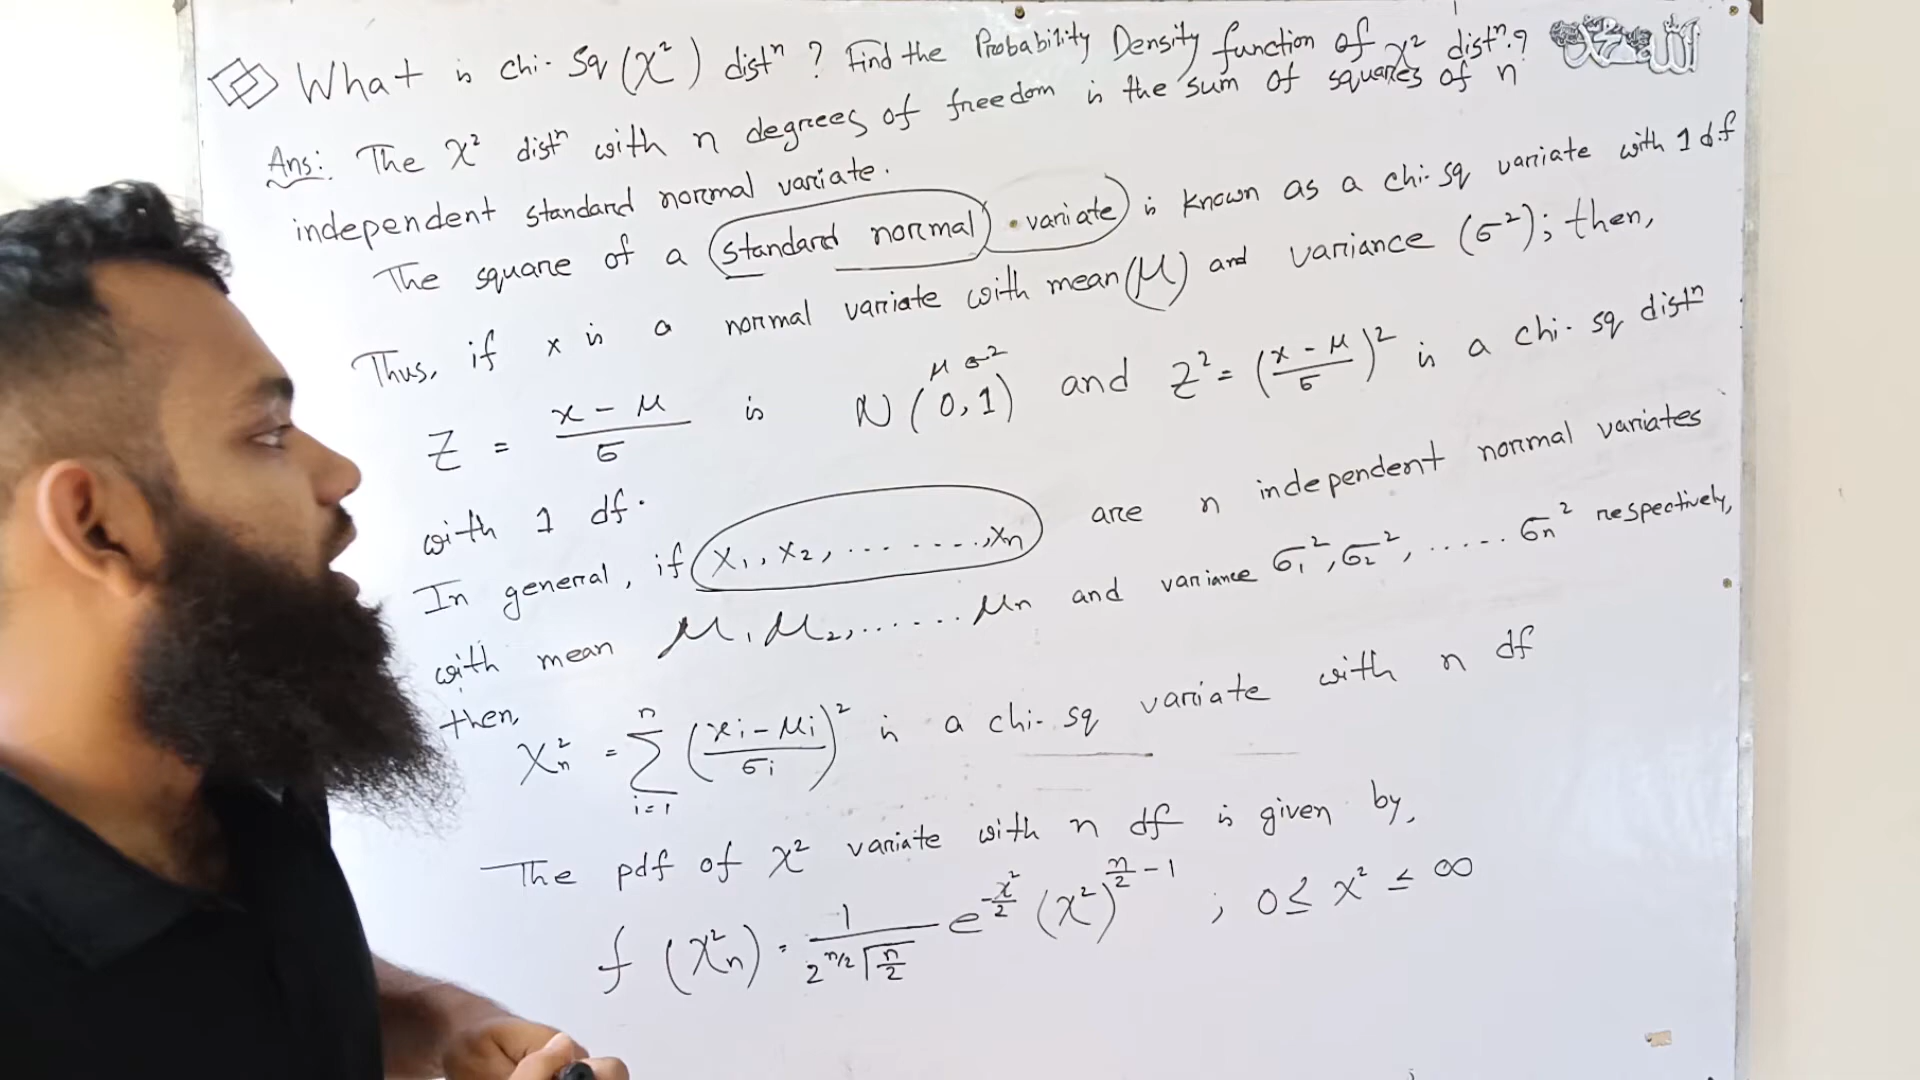 What is chi-Sq (χ²) distⁿ ? Find the Probability Density function of χ² distⁿ.?
Ans: The χ² distⁿ with n degrees of freedom is the sum of squares of n
independent standard normal variate.
The square of a standard normal variate is known as a chi-sq variate with 1 d.f
Thus, if x is a normal variate with mean (μ) and variance (σ²); then,
μ σ²
Z = (x - μ)/σ is N (0, 1) and Z² = ((x - μ)/σ)² is a chi-sq distⁿ
with 1 df.
In general, if x₁, x₂, ........., xₙ are n independent normal variates
with mean μ₁, μ₂, ...... μₙ and variance σ₁², σ₂², ..... σₙ² respectively,
then,
χ²ₙ = Σⁿᵢ₌₁ ((xᵢ - μᵢ)/σᵢ)² is a chi-sq variate with n df
The pdf of χ² variate with n df is given by,
f (χ²ₙ) = 1/(2^(n/2) Γ(n/2)) e^(-χ²/2) (χ²)^(n/2 - 1) ; 0 ≤ χ² ≤ ∞